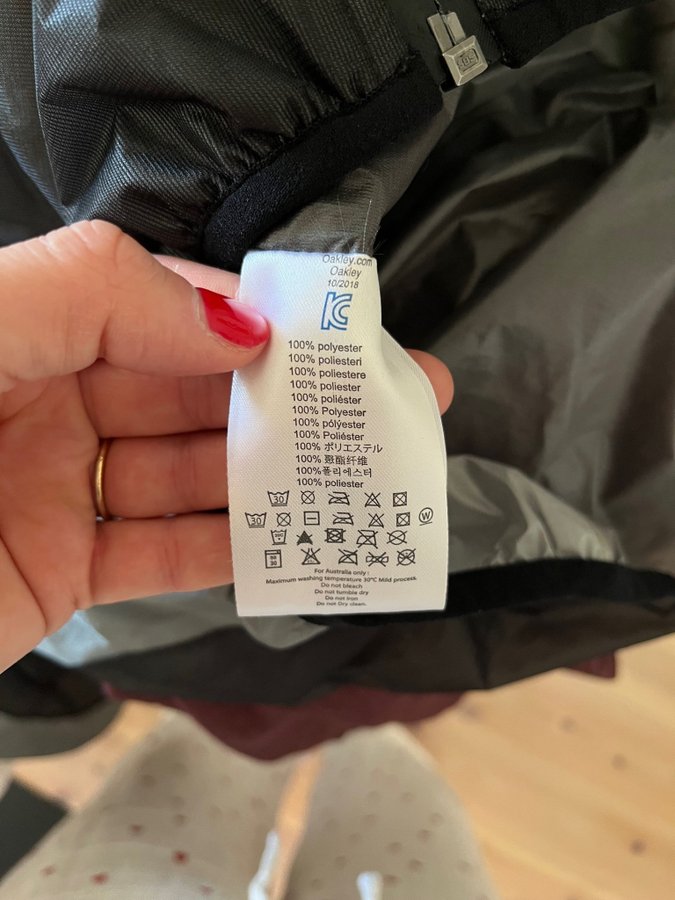 Oakley.com
Oakley
10/2018
100% polyester
100% poliesteri
100% poliestere
100% poliester
100% poliéster
100% Polyester
100% pólýester
100% Poliéster
100% ポリエステル
100% 聚酯纤维
100%폴리에스터
100% poliester
30
30 W
30
For Australia only :
Maximum washing temperature 30°C Mild process.
Do not bleach
Do not tumble dry
Do not iron
Do not Dry clean.